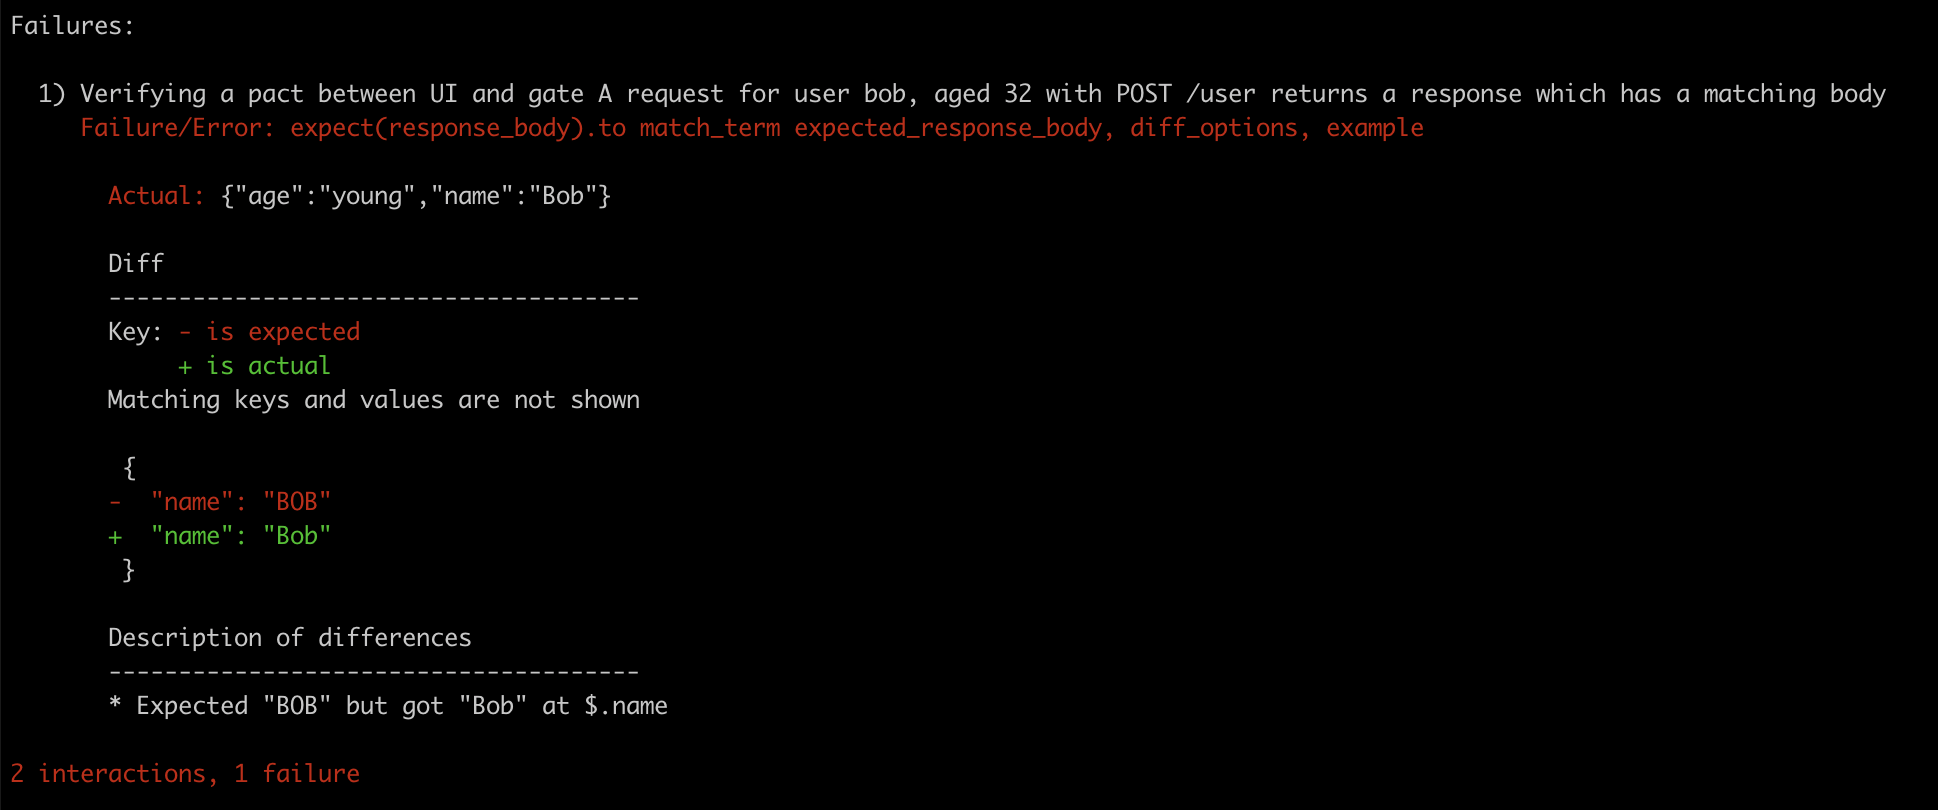 Failures:
1) Verifying a pact between UI and gate A request for user bob, aged 32 with POST /user returns a response which has a matching body
Failure/Error: expect(response_body).to match_term expected_response_body, diff_options, example
Actual: {"age":"young","name":"Bob"}
Diff
--------------------------------------
Key: - is expected
+ is actual
Matching keys and values are not shown
{
-  "name": "BOB"
+  "name": "Bob"
}
Description of differences
--------------------------------------
* Expected "BOB" but got "Bob" at $.name
2 interactions, 1 failure